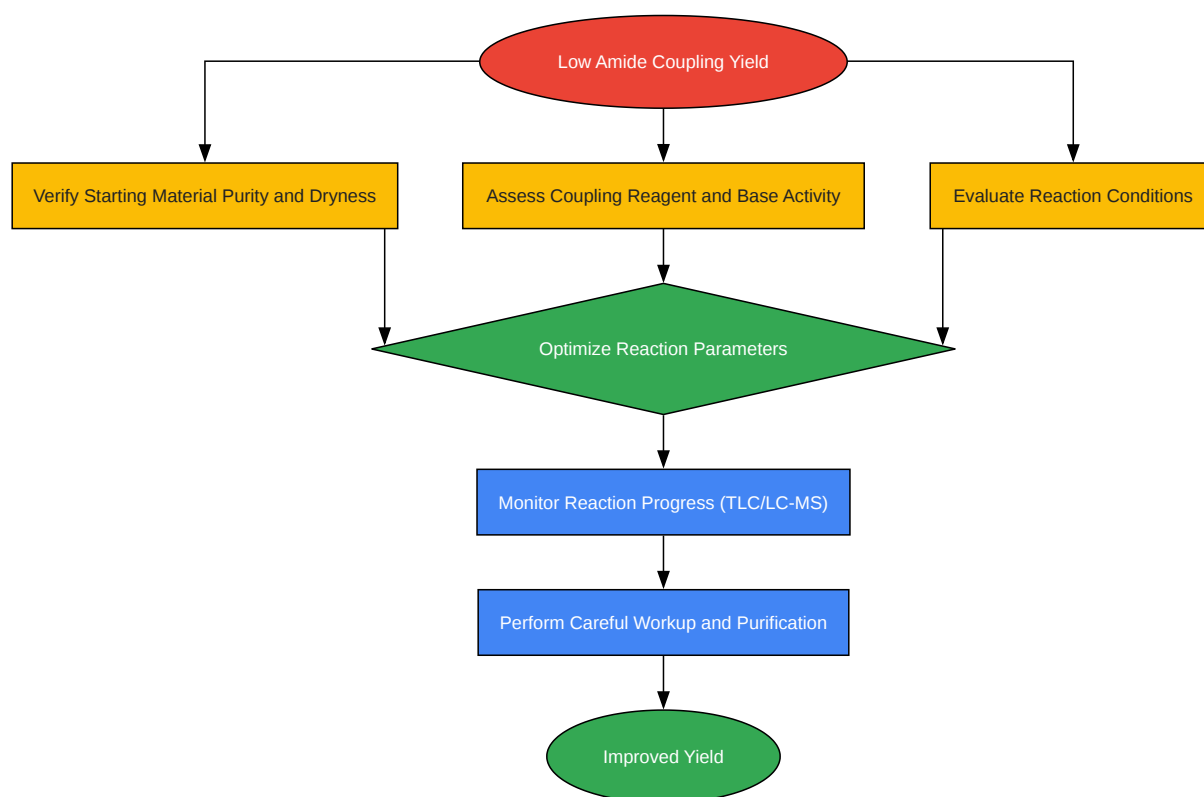 Low Amide Coupling Yield
Verify Starting Material Purity and Dryness
Assess Coupling Reagent and Base Activity
Evaluate Reaction Conditions
Optimize Reaction Parameters
Monitor Reaction Progress (TLC/LC-MS)
Perform Careful Workup and Purification
Improved Yield